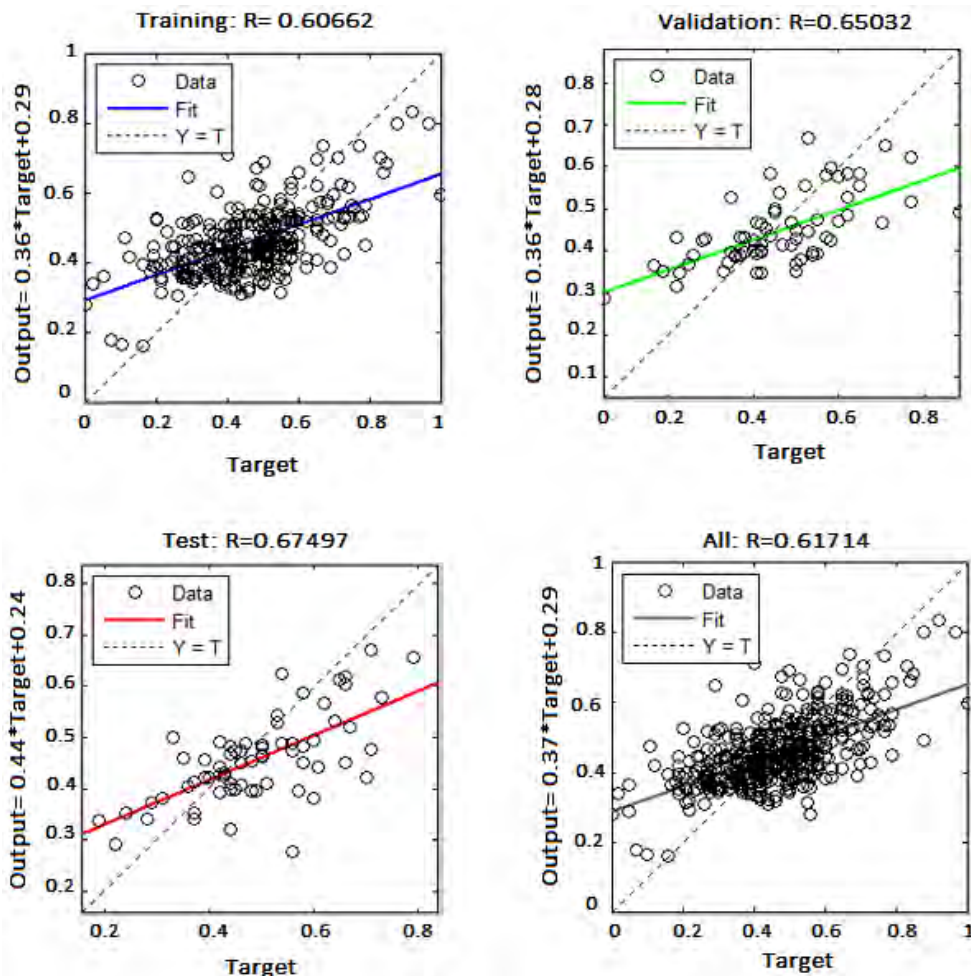 Training: R= 0.60662
Output= 0.36*Target+0.29
1
0.8
0.6
0.4
0.2
0
Data
Fit
Y = T
0
0.2
0.4
0.6
0.8
1
Target
Validation: R=0.65032
Output= 0.36*Target+0.28
0.8
0.7
0.6
0.5
0.4
0.3
0.2
0.1
Data
Fit
Y = T
0
0.2
0.4
0.6
0.8
Target
Test: R=0.67497
Output= 0.44*Target+0.24
0.8
0.7
0.6
0.5
0.4
0.3
0.2
Data
Fit
Y = T
0.2
0.4
0.6
0.8
Target
All: R=0.61714
Output= 0.37*Target+0.29
1
0.8
0.6
0.4
0.2
0
Data
Fit
Y = T
0
0.2
0.4
0.6
0.8
1
Target